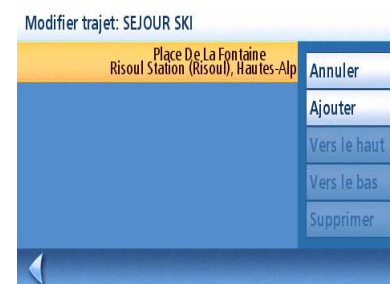 Modifier trajet: SEJOUR SKI
Place De La Fontaine
Risoul Station (Risoul), Hautes-Alp
Annuler
Ajouter
Vers le haut
Vers le bas
Supprimer